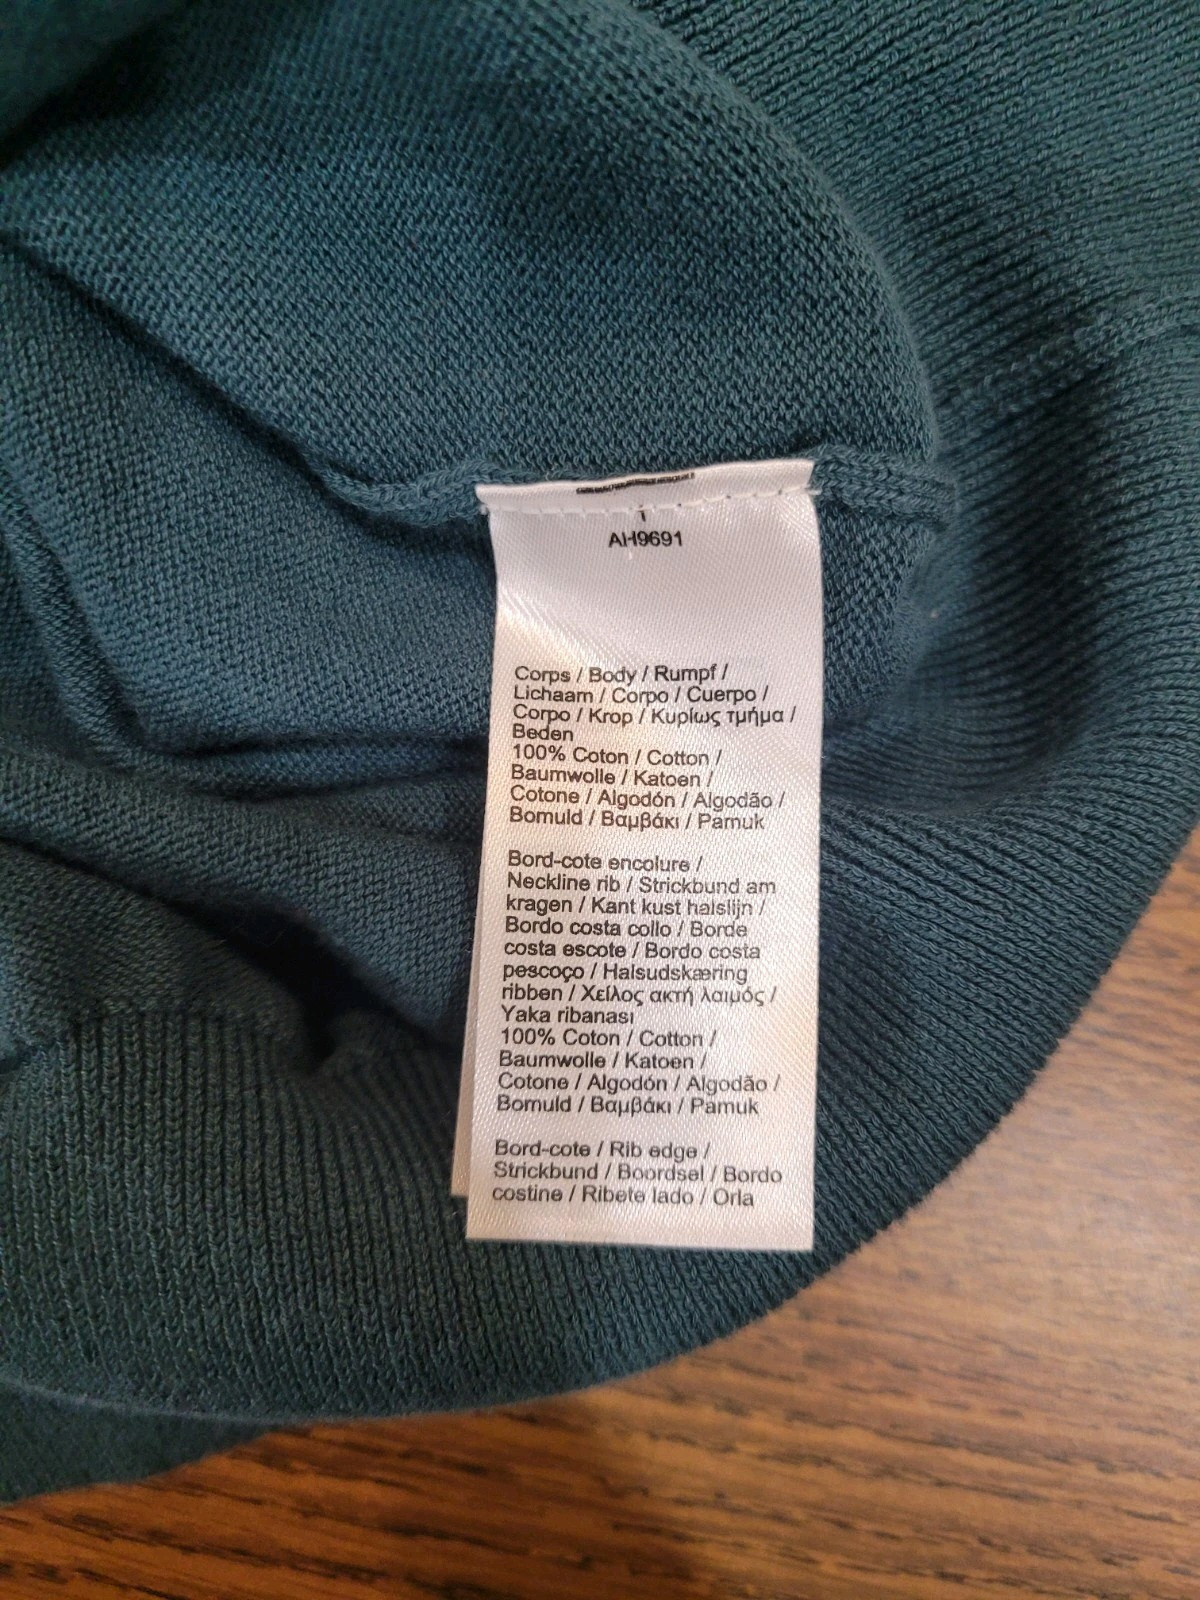 AH9691
Corps / Body / Rumpf /
Lichaam / Corpo / Cuerpo /
Corpo / Krop / Κυρίως τμήμα /
Beden
100% Coton / Cotton /
Baumwolle / Katoen /
Cotone / Algodón / Algodão /
Bomuld / Βαμβάκι / Pamuk
Bord-cote encolure /
Neckline rib / Strickbund am
kragen / Kant kust halslijn /
Bordo costa collo / Borde
costa escote / Bordo costa
pescoço / Halsudskæring
ribben / Χείλος ακτή λαιμός /
Yaka ribanası
100% Coton / Cotton /
Baumwolle / Katoen /
Cotone / Algodón / Algodão /
Bomuld / Βαμβάκι / Pamuk
Bord-cote / Rib edge /
Strickbund / Boordsel / Bordo
costine / Ribete lado / Orla